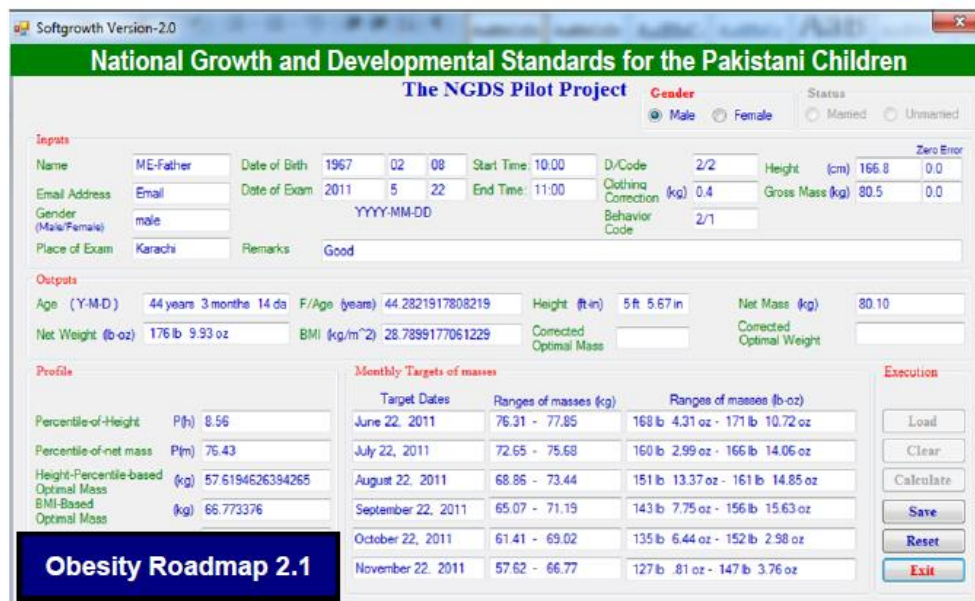 Softgrowth Version-2.0
National Growth and Developmental Standards for the Pakistani Children
The NGDS Pilot Project
Gender
Male Female
Status
Married Unmarried
Inputs
Zero Error
Name ME-Father Date of Birth 1967 02 08 Start Time: 10:00 D./Code 2/2 Height (cm) 166.8 0.0
Email Address Email Date of Exam 2011 5 22 End Time: 11:00 Clothing Correction (kg) 0.4 Gross Mass (kg) 80.5 0.0
Gender (Male/Female) male YYYY-MM-DD Behavior Code 2/1
Place of Exam Karachi Remarks Good
Outputs
Age (Y-M-D) 44 years 3 months 14 da F/Age (years) 44.2821917808219 Height (ft-in) 5 ft 5.67 in Net Mass (kg) 80.10
Net Weight (lb-oz) 176 lb 9.93 oz BMI (kg/m^2) 28.7899177061229 Corrected Optimal Mass Corrected Optimal Weight
Profile
Percentile-of-Height P(h) 8.56
Percentile-of-net mass P(m) 76.43
Height-Percentile-based Optimal Mass (kg) 57.6194626394265
BMI-Based Optimal Mass (kg) 66.773376
Obesity Roadmap 2.1
Monthly Targets of masses
Target Dates Ranges of masses (kg) Ranges of masses (lb-oz)
June 22, 2011 76.31 - 77.85 168 lb 4.31 oz - 171 lb 10.72 oz
July 22, 2011 72.65 - 75.68 160 lb 2.99 oz - 166 lb 14.06 oz
August 22, 2011 68.86 - 73.44 151 lb 13.37 oz - 161 lb 14.85 oz
September 22, 2011 65.07 - 71.19 143 lb 7.75 oz - 156 lb 15.63 oz
October 22, 2011 61.41 - 69.02 135 lb 6.44 oz - 152 lb 2.98 oz
November 22, 2011 57.62 - 66.77 127 lb .81 oz - 147 lb 3.76 oz
Execution
Load
Clear
Calculate
Save
Reset
Exit